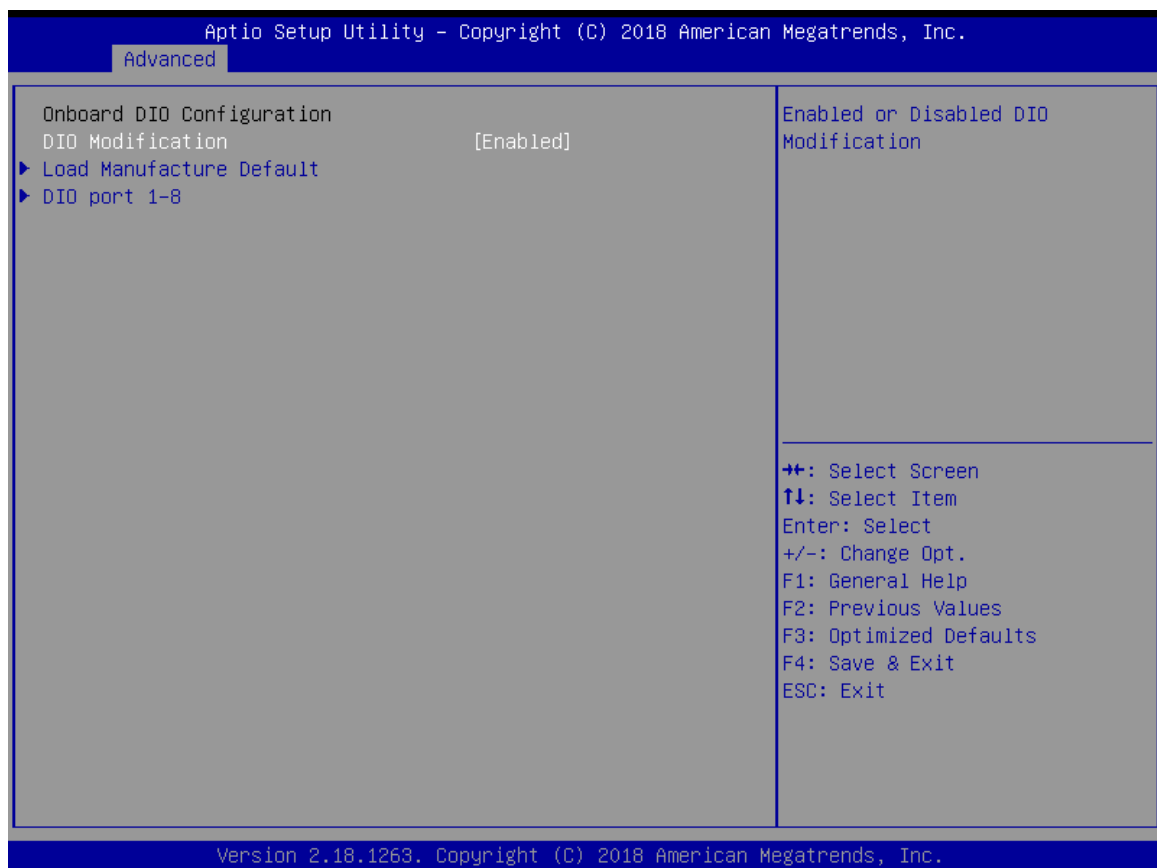 Aptio Setup Utility – Copyright (C) 2018 American Megatrends, Inc.
Advanced
Onboard DIO Configuration
DIO Modification [Enabled]
▶ Load Manufacture Default
▶ DIO port 1-8
Enabled or Disabled DIO
Modification
→←: Select Screen
↑↓: Select Item
Enter: Select
+/-: Change Opt.
F1: General Help
F2: Previous Values
F3: Optimized Defaults
F4: Save & Exit
ESC: Exit
Version 2.18.1263. Copyright (C) 2018 American Megatrends, Inc.